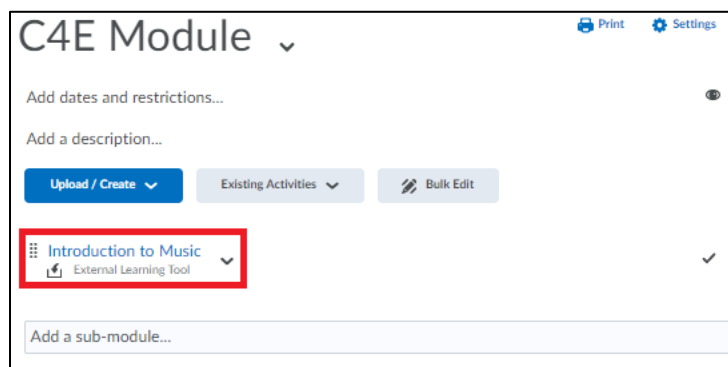 C4E Module
Print Settings
Add dates and restrictions...
Add a description...
Upload / Create Existing Activities Bulk Edit
Introduction to Music
External Learning Tool
Add a sub-module...